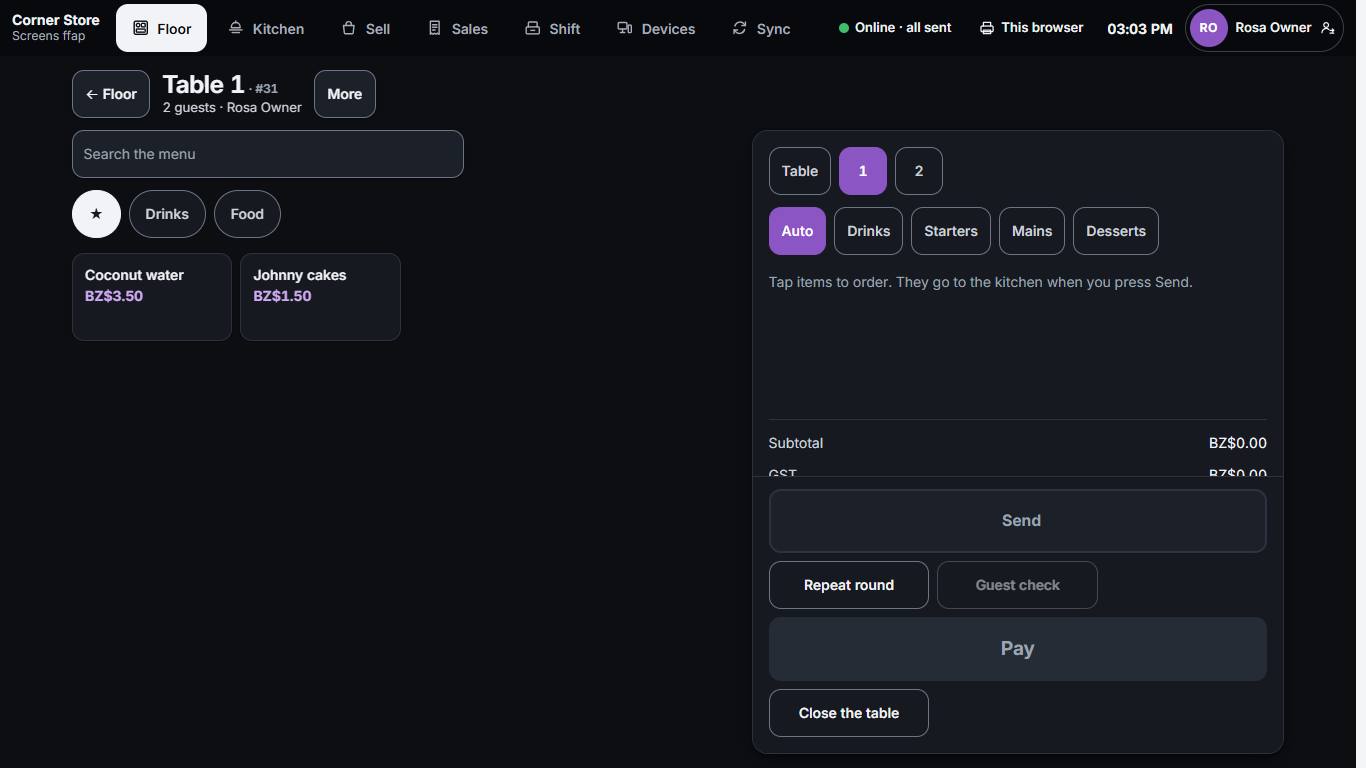 Corner Store
Screens ffap
Floor
Kitchen
Sell
Sales
Shift
Devices
Sync
Online · all sent
This browser
03:03 PM
RO
Rosa Owner
← Floor
Table 1 · #31
2 guests · Rosa Owner
More
Search the menu
★
Drinks
Food
Coconut water
BZ$3.50
Johnny cakes
BZ$1.50
Table
1
2
Auto
Drinks
Starters
Mains
Desserts
Tap items to order. They go to the kitchen when you press Send.
Subtotal
BZ$0.00
GST
BZ$0.00
Send
Repeat round
Guest check
Pay
Close the table